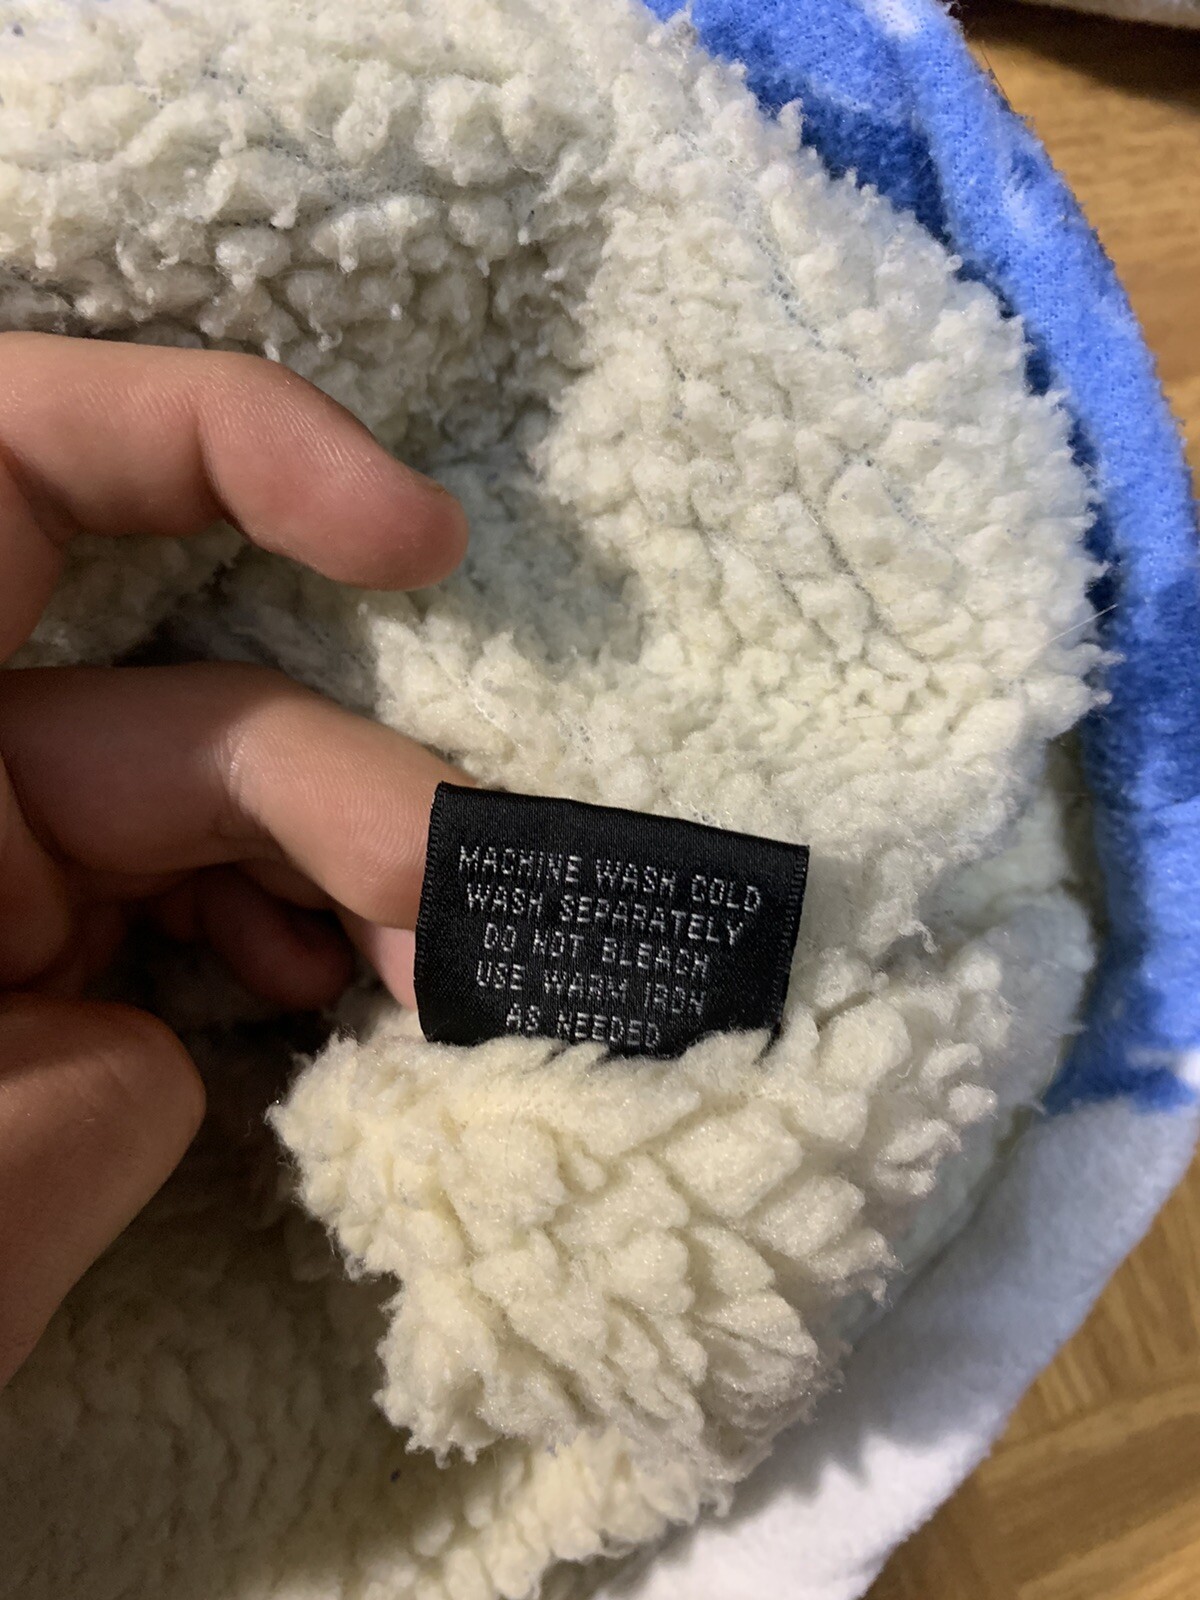 MACHINE WASH COLD
WASH SEPARATELY
DO NOT BLEACH
USE WARM IRON
AS NEEDED